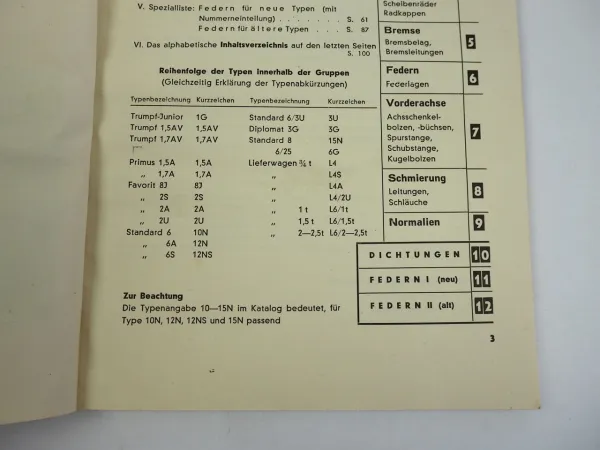 V. Spezialliste: Federn für neue Typen (mit
Nummerneinteilung) . . . . . . . S. 61
Federn für ältere Typen . . . S. 87
VI. Das alphabetische Inhaltsverzeichnis auf den letzten Seiten
S. 100
Reihenfolge der Typen innerhalb der Gruppen
(Gleichzeitig Erklärung der Typenabkürzungen)
Typenbezeichnung Kurzzeichen Typenbezeichnung Kurzzeichen
Trumpf-Junior 1G Standard 6/3U 3U
Trumpf 1,5AV 1,5AV Diplomat 3G 3G
Trumpf 1,7AV 1,7AV Standard 8 15N
6/25 6G
Primus 1,5A 1,5A Lieferwagen ¾ t L4
„ 1,7A 1,7A „ L4S
Favorit 8J 8J „ L4A
„ 2S 2S „ L4/2U
„ 2A 2A „ 1 t L6/1t
„ 2U 2U „ 1,5 t L6/1,5t
Standard 6 10N „ 2—2,5t L6/2—2,5t
„ 6A 12N
„ 6S 12NS
Zur Beachtung
Die Typenangabe 10—15N im Katalog bedeutet, für
Type 10N, 12N, 12NS und 15N passend
Scheibenräder
Radkappen
Bremse
Bremsbelag,
Bremsleitungen
5
Federn
Federlagen
6
Vorderachse
Achsschenkel-
bolzen, -büchsen,
Spurstange,
Schubstange,
Kugelbolzen
7
Schmierung
Leitungen,
Schläuche
8
Normalien 9
DICHTUNGEN 10
FEDERN I (neu) 11
FEDERN II (alt) 12
3